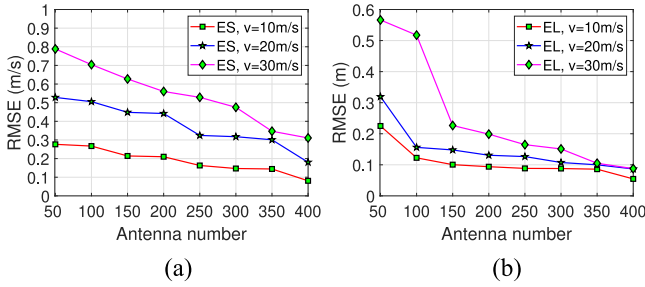 1
0.9
0.8
0.7
0.6
0.5
0.4
0.3
0.2
0.1
0
RMSE (m/s)
ES, v=10m/s
ES, v=20m/s
ES, v=30m/s
50 100 150 200 250 300 350 400
Antenna number
(a)
0.6
0.5
0.4
0.3
0.2
0.1
0
RMSE (m)
EL, v=10m/s
EL, v=20m/s
EL, v=30m/s
50 100 150 200 250 300 350 400
Antenna number
(b)